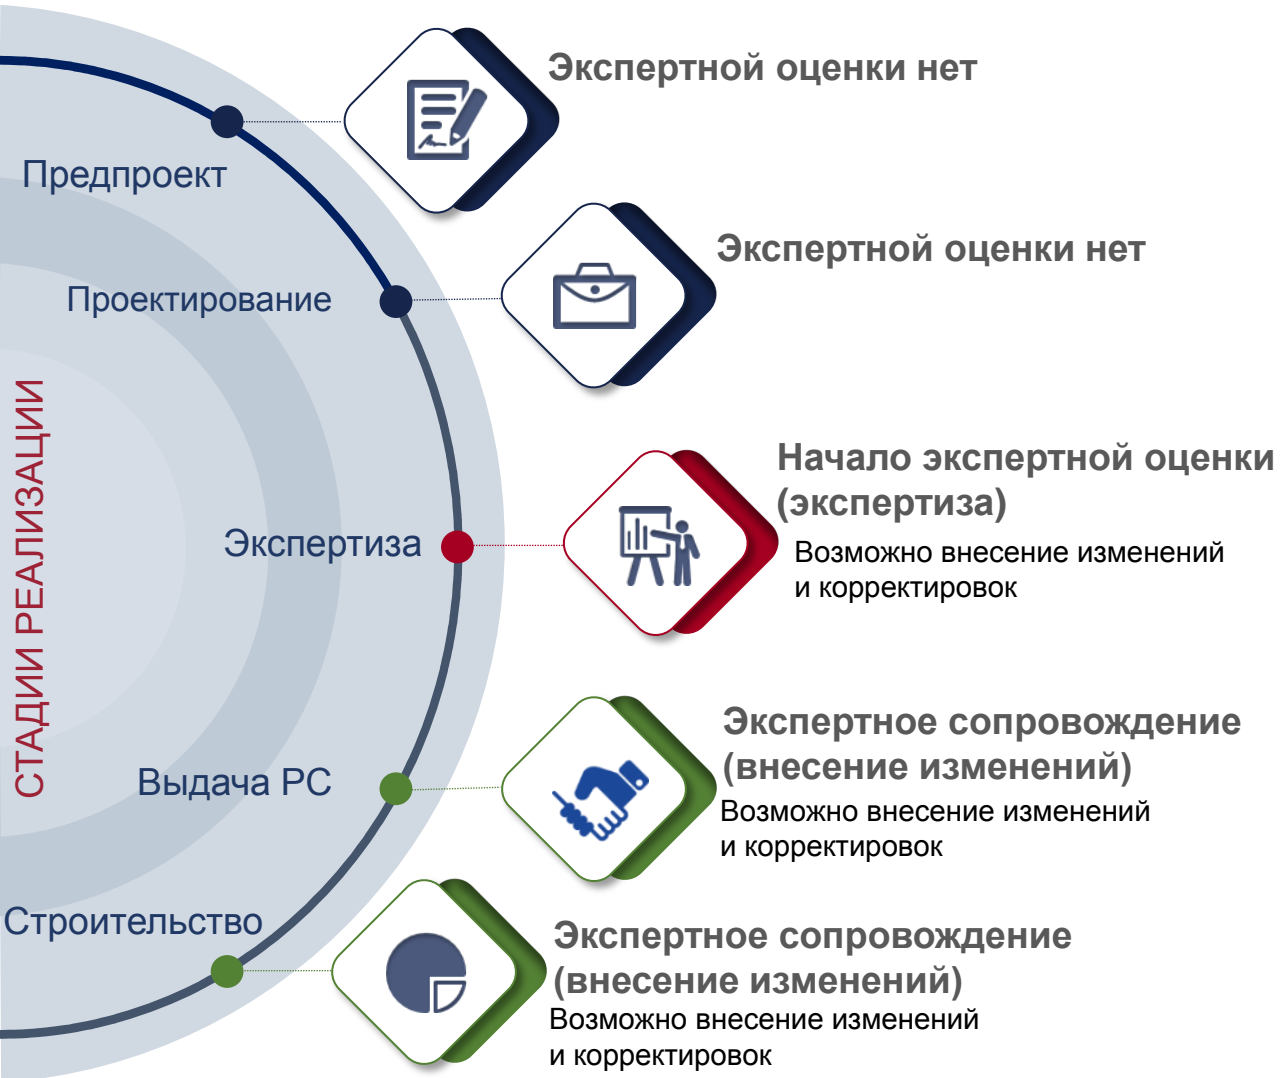 СТАДИИ РЕАЛИЗАЦИИ
Предпроект
Экспертной оценки нет
Проектирование
Экспертной оценки нет
Экспертиза
Начало экспертной оценки
(экспертиза)
Возможно внесение изменений
и корректировок
Выдача РС
Экспертное сопровождение
(внесение изменений)
Возможно внесение изменений
и корректировок
Строительство
Экспертное сопровождение
(внесение изменений)
Возможно внесение изменений
и корректировок